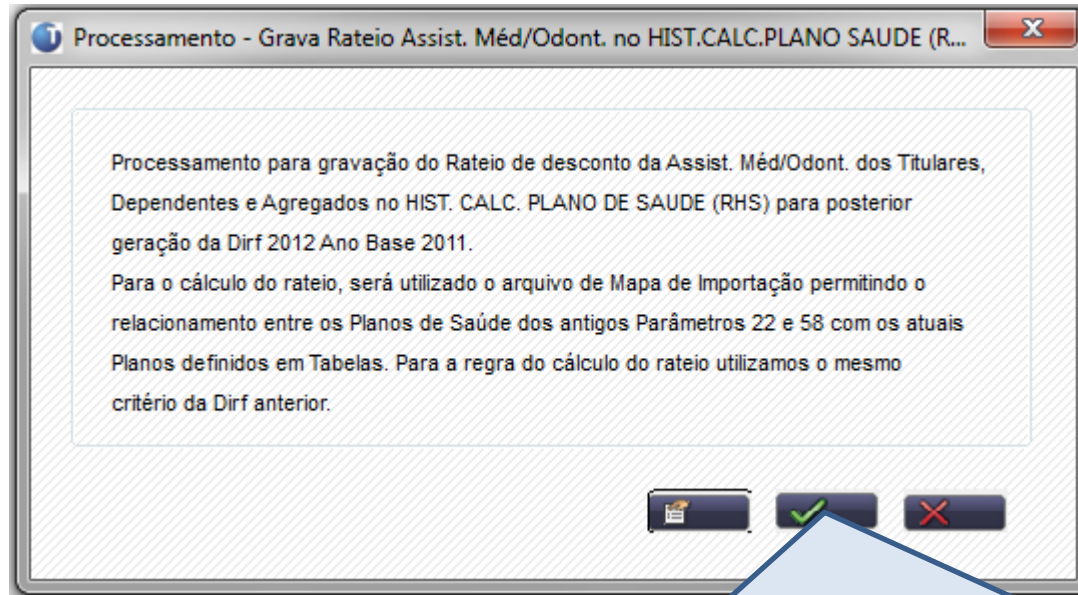 Processamento - Grava Rateio Assist. Méd/Odont. no HIST.CALC.PLANO SAUDE (R...
Processamento para gravação do Rateio de desconto da Assist. Méd/Odont. dos Titulares,
Dependentes e Agregados no HIST. CALC. PLANO DE SAUDE (RHS) para posterior
geração da Dirf 2012 Ano Base 2011.
Para o cálculo do rateio, será utilizado o arquivo de Mapa de Importação permitindo o
relacionamento entre os Planos de Saúde dos antigos Parâmetros 22 e 58 com os atuais
Planos definidos em Tabelas. Para a regra do cálculo do rateio utilizamos o mesmo
critério da Dirf anterior.